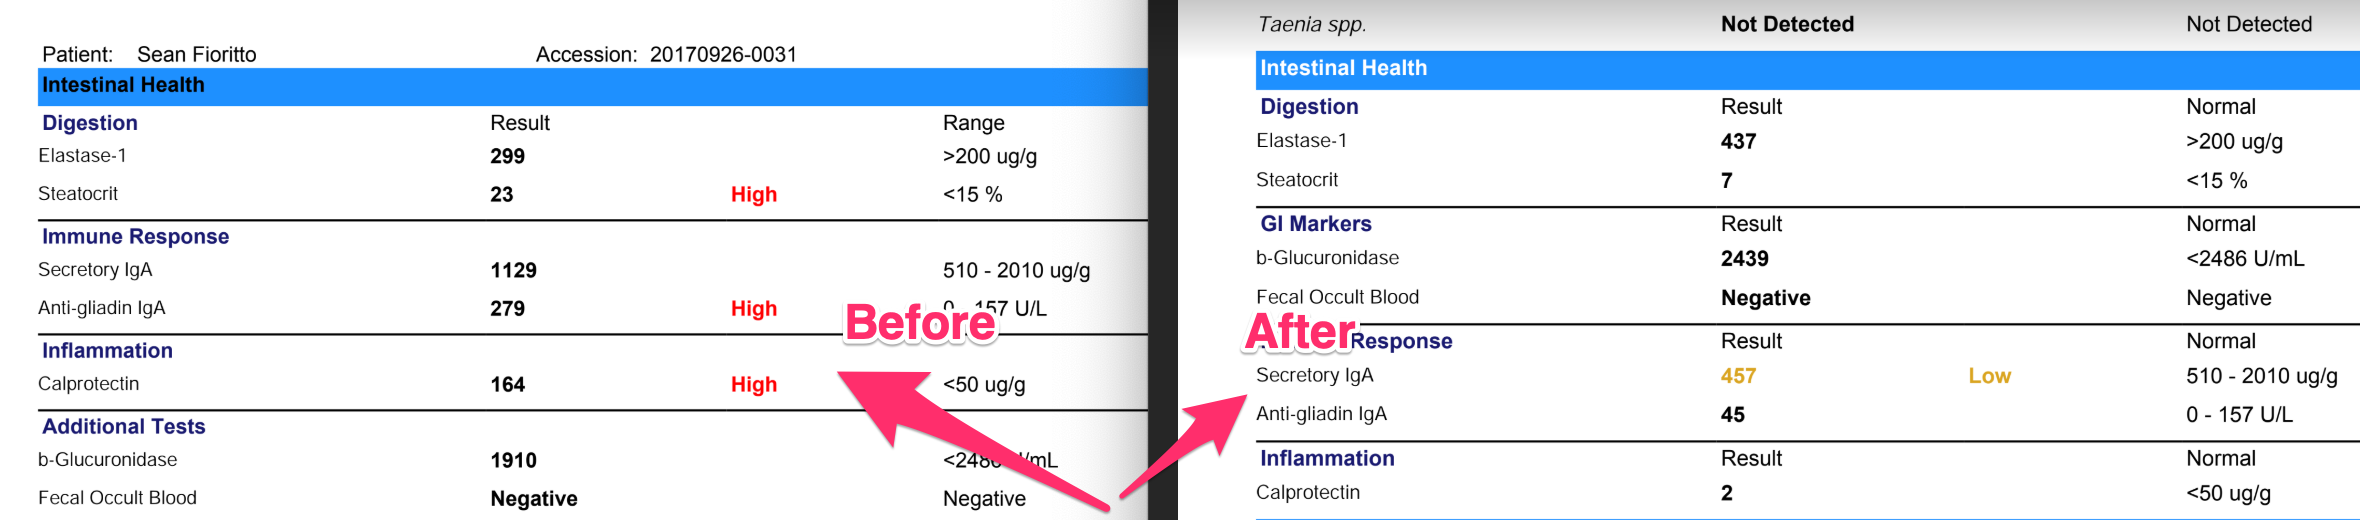 Patient: Sean Fioritto Accession: 20170926-0031
Intestinal Health
Digestion Result Range
Elastase-1 299 >200 ug/g
Steatocrit 23 High <15 %
Immune Response
Secretory IgA 1129 510 - 2010 ug/g
Anti-gliadin IgA 279 High 0 - 157 U/L
Before
Inflammation
Calprotectin 164 High <50 ug/g
Additional Tests
b-Glucuronidase 1910 <2486 U/mL
Fecal Occult Blood Negative Negative
Taenia spp. Not Detected Not Detected
Intestinal Health
Digestion Result Normal
Elastase-1 437 >200 ug/g
Steatocrit 7 <15 %
GI Markers Result Normal
b-Glucuronidase 2439 <2486 U/mL
Fecal Occult Blood Negative Negative
After
Response Result Normal
Secretory IgA 457 Low 510 - 2010 ug/g
Anti-gliadin IgA 45 0 - 157 U/L
Inflammation Result Normal
Calprotectin 2 <50 ug/g